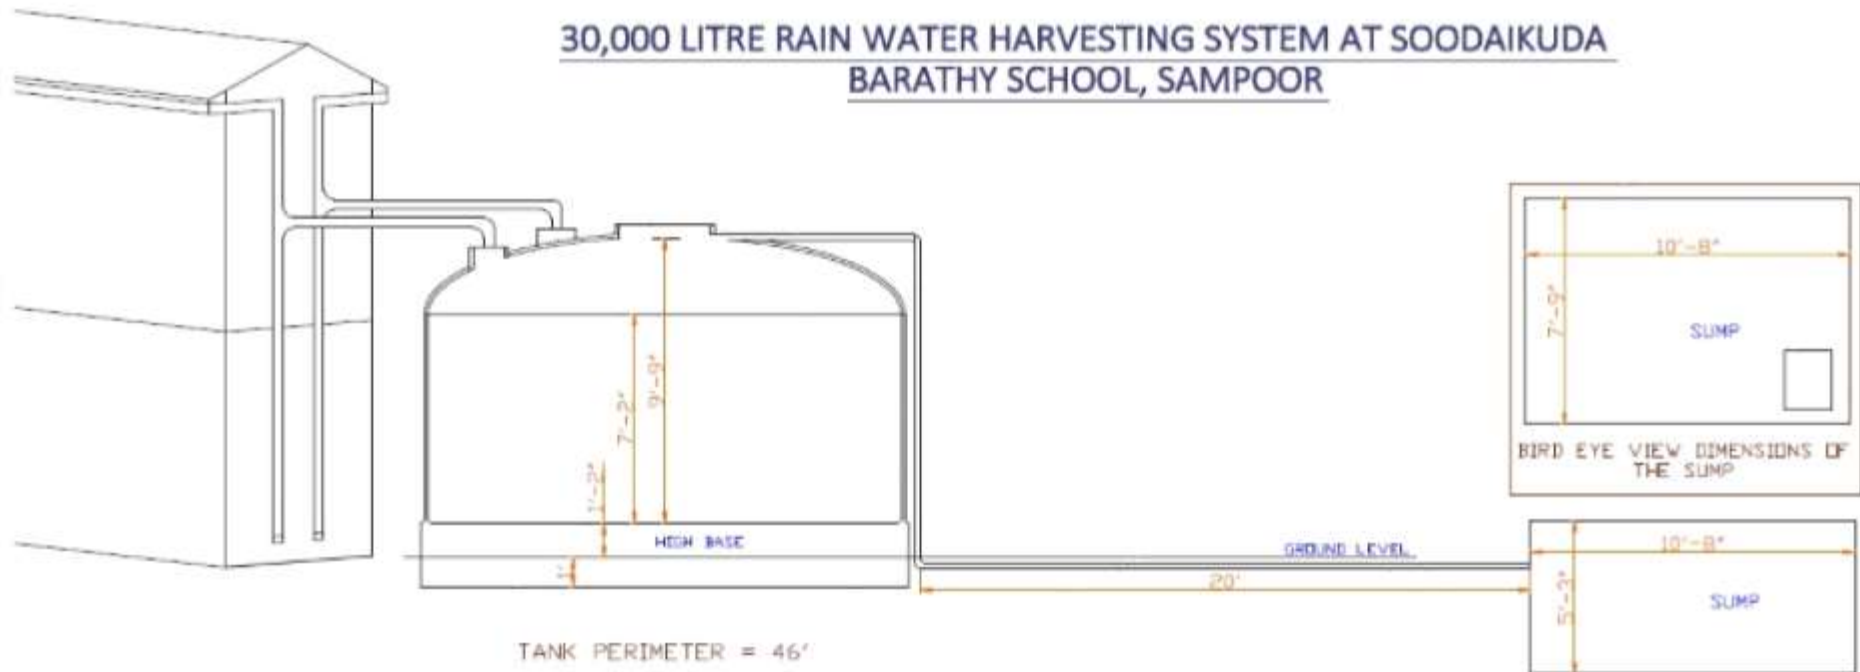 30,000 LITRE RAIN WATER HARVESTING SYSTEM AT SOODAIKUDA
BARATHY SCHOOL, SAMPOOR
10'-8"
7'-9"
SUMP
BIRD EYE VIEW DIMENSIONS OF
THE SUMP
9'-9"
7'-2"
1'-2"
HIGH BASE
1'
GROUND LEVEL
20'
10'-8"
5'-3"
SUMP
TANK PERIMETER = 46'